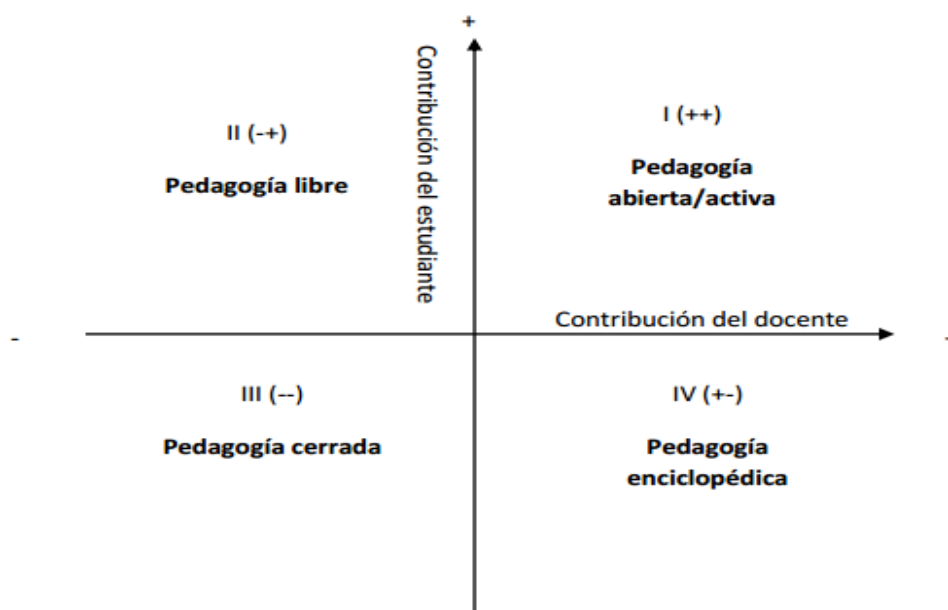 +
Contribución del estudiante
II (-+)
Pedagogía libre
I (++)
Pedagogía
abierta/activa
Contribución del docente
-
III (--)
Pedagogía cerrada
IV (+-)
Pedagogía
enciclopédica